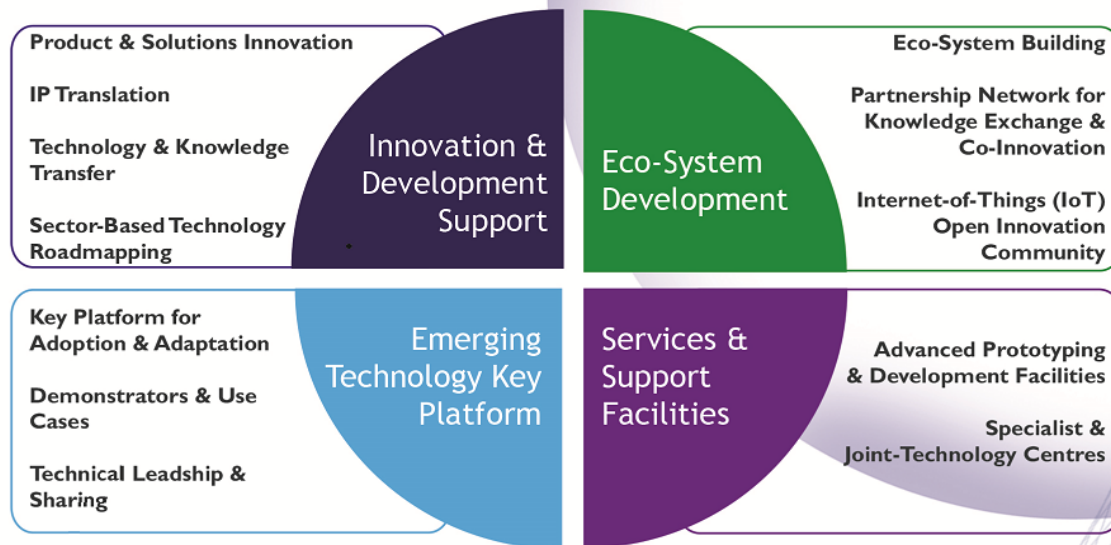 Product & Solutions Innovation
IP Translation
Technology & Knowledge
Transfer
Sector-Based Technology
Roadmapping
Innovation &
Development
Support
Eco-System
Development
Eco-System Building
Partnership Network for
Knowledge Exchange &
Co-Innovation
Internet-of-Things (IoT)
Open Innovation
Community
Key Platform for
Adoption & Adaptation
Demonstrators & Use
Cases
Technical Leadship &
Sharing
Emerging
Technology Key
Platform
Services &
Support
Facilities
Advanced Prototyping
& Development Facilities
Specialist &
Joint-Technology Centres